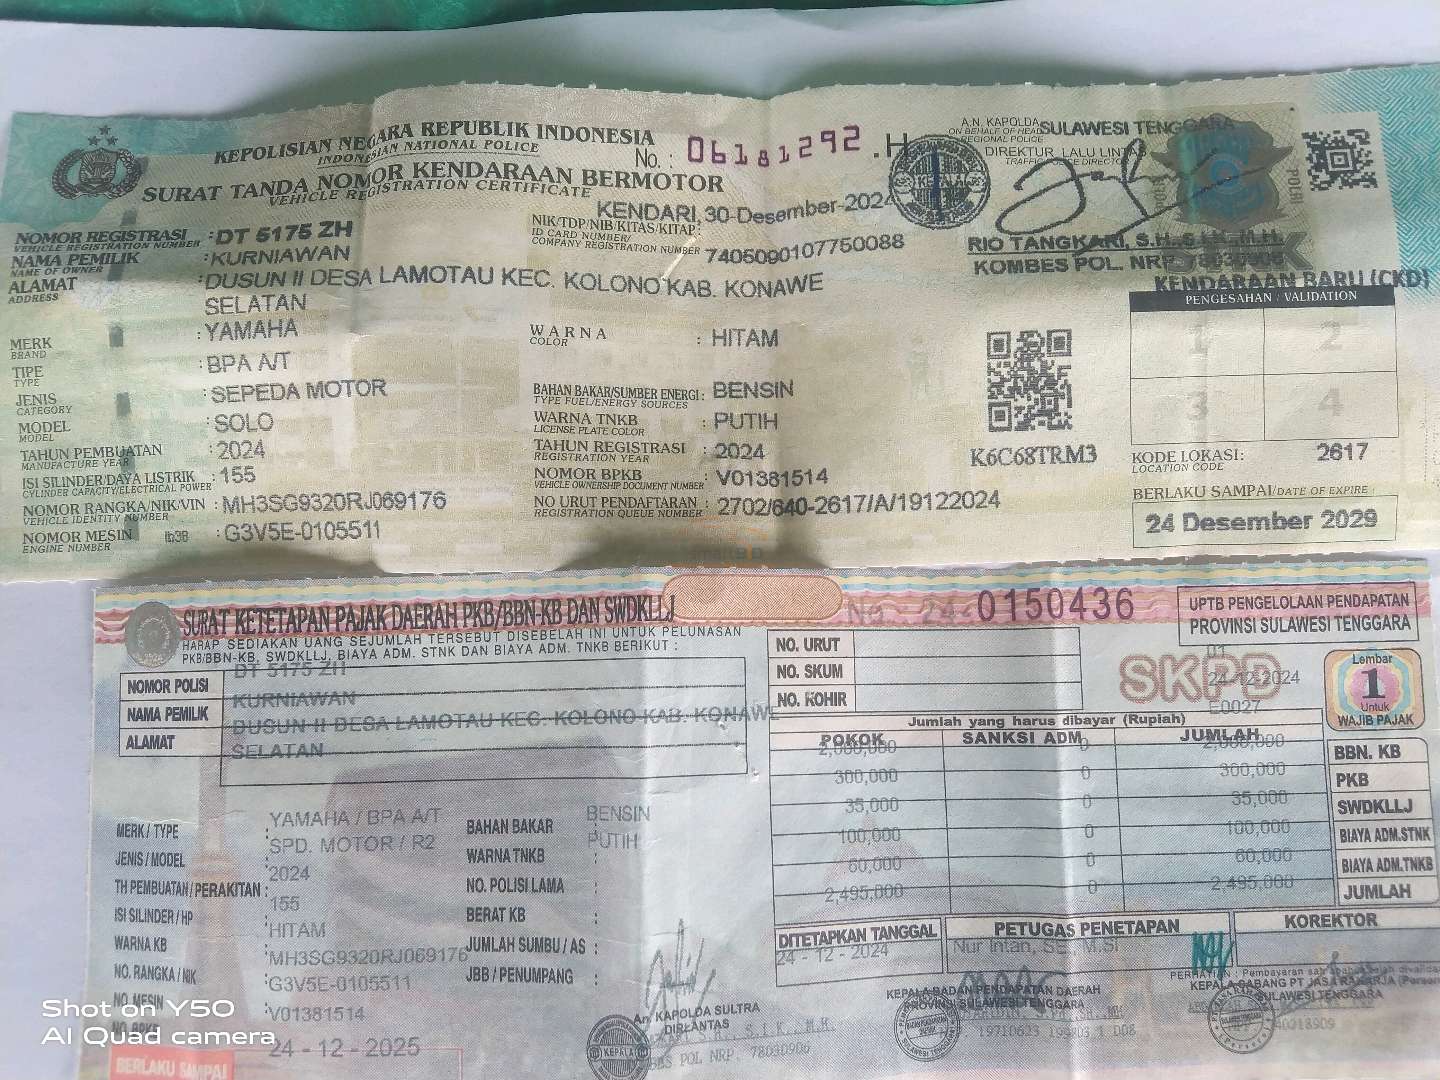 KEPOLISIAN NEGARA REPUBLIK INDONESIA
INDONESIAN NATIONAL POLICE
No. : 06181292 .H
SURAT TANDA NOMOR KENDARAAN BERMOTOR
VEHICLE REGISTRATION CERTIFICATE
A.N. KAPOLDA SULAWESI TENGGARA
ON BEHALF OF HEAD REGIONAL POLICE
DIREKTUR LALU LINTAS
TRAFFIC POLICE DIRECTOR
KENDARI, 30-Desember-2024
NOMOR REGISTRASI : DT 5175 ZH
VEHICLE REGISTRATION NUMBER
NIK/TDP/NIB/KITAS/KITAP :
ID CARD NUMBER/
COMPANY REGISTRATION NUMBER 7405090107750088
NAMA PEMILIK : KURNIAWAN
NAME OF OWNER
RIO TANGKARI, S.H., S.I.K., M.H.
KOMBES POL. NRP. 78030906
ALAMAT : DUSUN II DESA LAMOTAU KEC. KOLONO KAB. KONAWE
ADDRESS
SELATAN
KENDARAAN BARU (CKD)
PENGESAHAN / VALIDATION
1 2
3 4
MERK : YAMAHA
BRAND
WARNA : HITAM
COLOR
TIPE : BPA A/T
TYPE
JENIS : SEPEDA MOTOR
CATEGORY
BAHAN BAKAR/SUMBER ENERGI : BENSIN
TYPE FUEL/ENERGY SOURCES
MODEL : SOLO
MODEL
WARNA TNKB : PUTIH
LICENSE PLATE COLOR
TAHUN PEMBUATAN : 2024
MANUFACTURE YEAR
TAHUN REGISTRASI : 2024
REGISTRATION YEAR
K6C68TRM3
KODE LOKASI : 2617
LOCATION CODE
ISI SILINDER/DAYA LISTRIK : 155
CYLINDER CAPACITY/ELECTRICAL POWER
NOMOR BPKB : V01381514
VEHICLE OWNERSHIP DOCUMENT NUMBER
NOMOR RANGKA/NIK/VIN : MH3SG9320RJ069176
VEHICLE IDENTITY NUMBER
NO URUT PENDAFTARAN : 2702/640-2617/A/19122024
REGISTRATION QUEUE NUMBER
BERLAKU SAMPAI/DATE OF EXPIRE :
24 Desember 2029
NOMOR MESIN lb38 : G3V5E-0105511
ENGINE NUMBER
SURAT KETETAPAN PAJAK DAERAH PKB/BBN-KB DAN SWDKLLJ
HARAP SEDIAKAN UANG SEJUMLAH TERSEBUT DISEBELAH INI UNTUK PELUNASAN
PKB/BBN-KB, SWDKLLJ, BIAYA ADM. STNK DAN BIAYA ADM. TNKB BERIKUT :
No. 24 0150436
UPTB PENGELOLAAN PENDAPATAN
PROVINSI SULAWESI TENGGARA
NO. URUT
NO. SKUM
NO. KOHIR
SKPD
01
24-12-2024
E0027
Lembar
1
Untuk
WAJIB PAJAK
NOMOR POLISI DT 5175 ZH
NAMA PEMILIK KURNIAWAN
ALAMAT DUSUN II DESA LAMOTAU KEC. KOLONO KAB. KONAWE
SELATAN
Jumlah yang harus dibayar (Rupiah)
POKOK SANKSI ADM JUMLAH
2,000,000 0 2,000,000 BBN. KB
300,000 0 300,000 PKB
35,000 0 35,000 SWDKLLJ
100,000 0 100,000 BIAYA ADM.STNK
60,000 0 60,000 BIAYA ADM.TNKB
2,495,000 0 2,495,000 JUMLAH
MERK / TYPE : YAMAHA / BPA A/T
JENIS / MODEL : SPD. MOTOR / R2
TH PEMBUATAN / PERAKITAN : 2024
ISI SILINDER / HP : 155
WARNA KB : HITAM
NO. RANGKA / NIK : MH3SG9320RJ069176
NO. MESIN : G3V5E-0105511
NO. BPKB : V01381514
BAHAN BAKAR : BENSIN
WARNA TNKB : PUTIH
NO. POLISI LAMA :
BERAT KB :
JUMLAH SUMBU / AS :
JBB / PENUMPANG :
BERLAKU SAMPAI 24 - 12 - 2025
DITETAPKAN TANGGAL
24 - 12 - 2024
PETUGAS PENETAPAN
Nur Intan, SE., M.SI
KOREKTOR
An. KAPOLDA SULTRA
DIRLANTAS
POL NRP. 78030906
KEPALA BADAN PENDAPATAN DAERAH
PROVINSI SULAWESI TENGGARA
KEPALA CABANG PT JASA RAHARJA (Persero)
SULAWESI TENGGARA
Shot on Y50
AI Quad camera